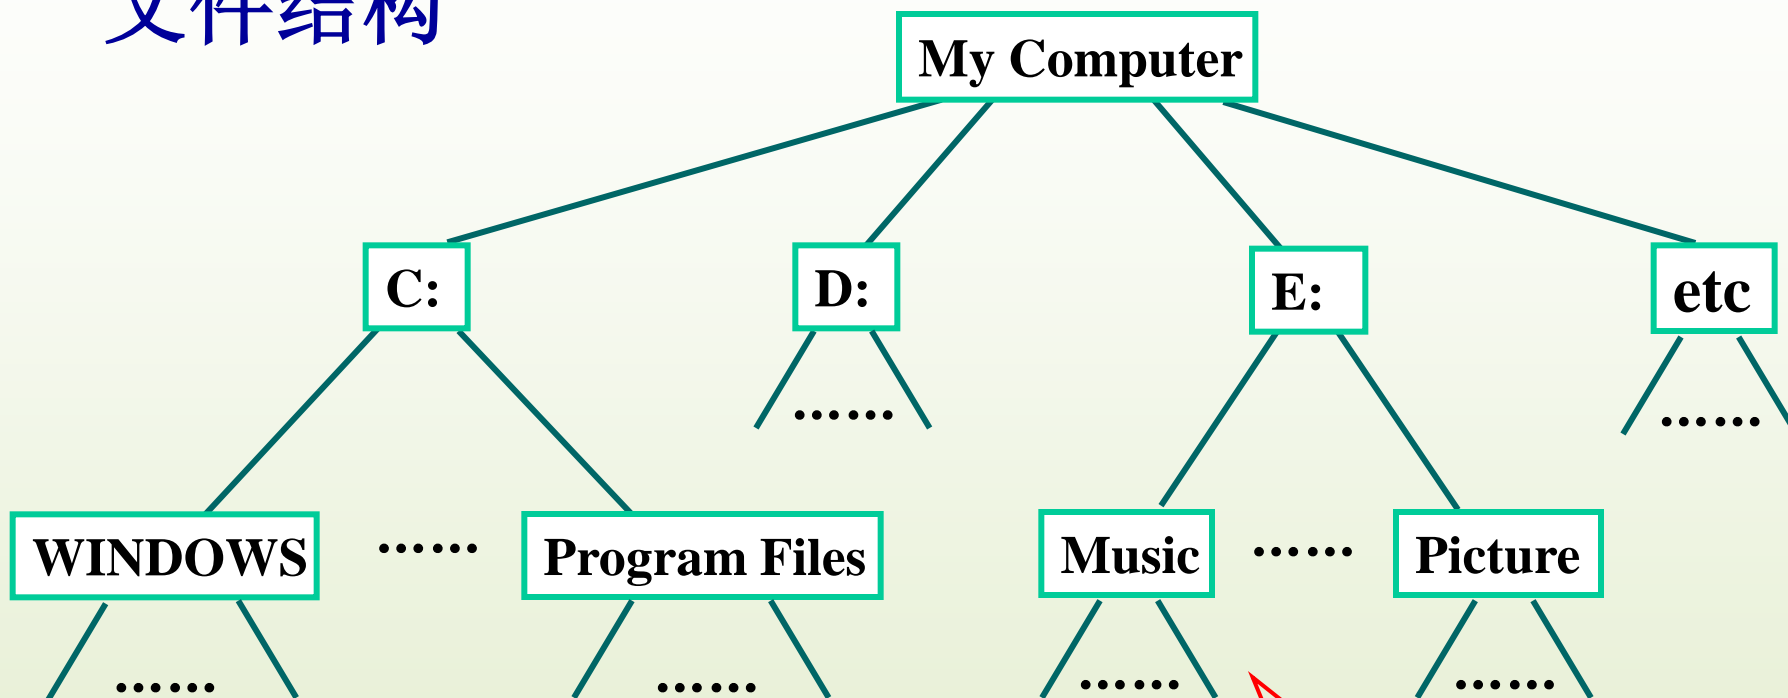 文件结构
My Computer
C:
D:
E:
etc
……
……
WINDOWS
……
Program Files
Music
……
Picture
……
……
……
……